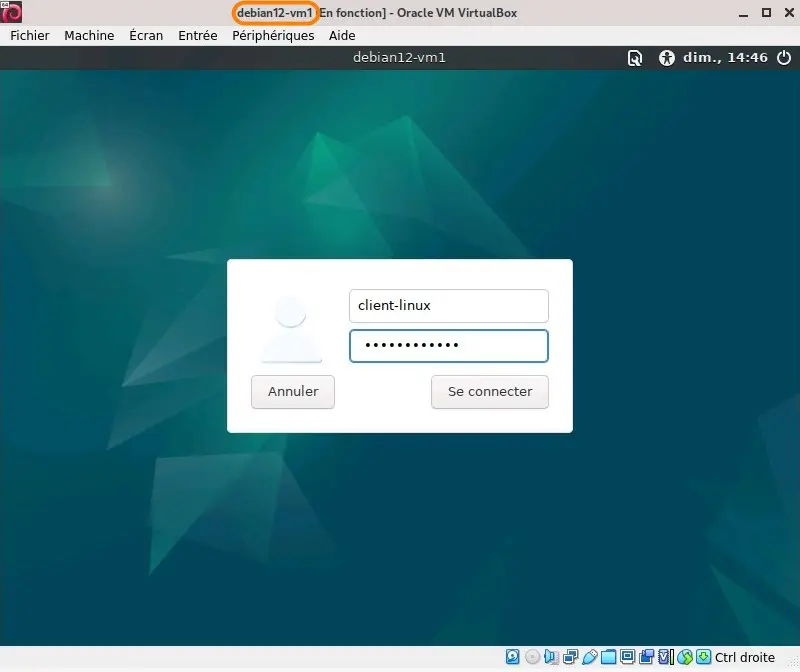 debian12-vm1 [En fonction] - Oracle VM VirtualBox
Fichier Machine Écran Entrée Périphériques Aide
debian12-vm1 dim., 14:46
client-linux
••••••••••••
Annuler Se connecter
Ctrl droite